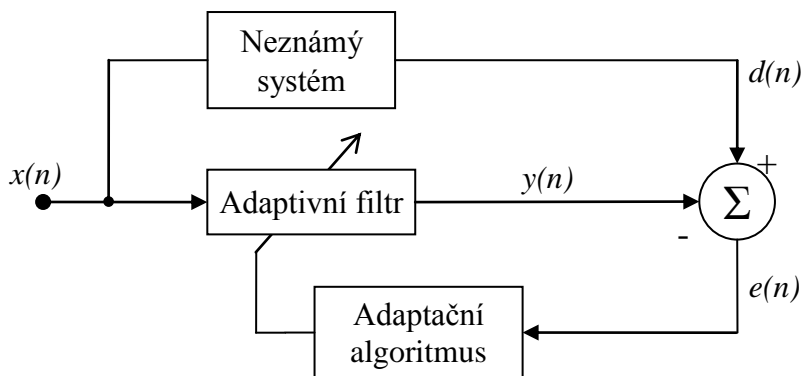 Neznámý
systém
d(n)
x(n)
Adaptivní filtr
y(n)
+
Σ
-
e(n)
Adaptační
algoritmus